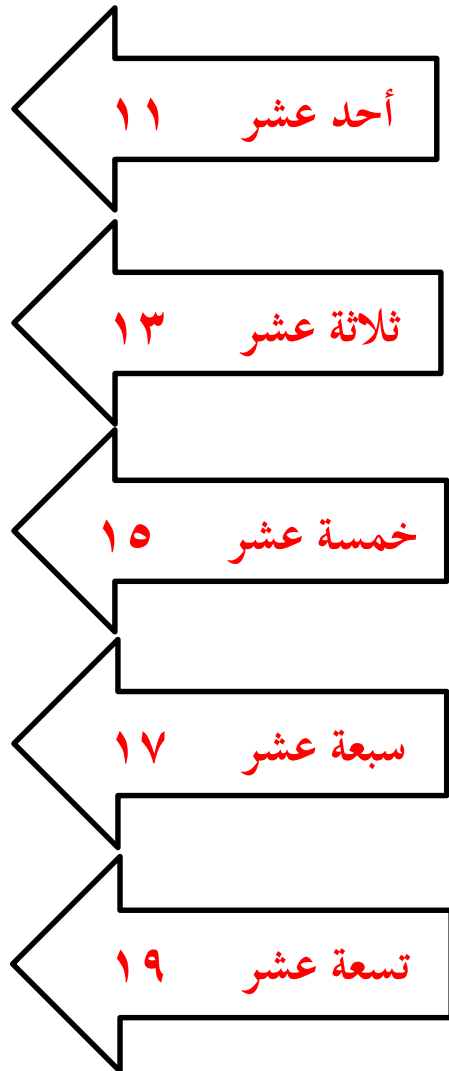 أحد عشر ١١
ثلاثة عشر ١٣
خمسة عشر ١٥
سبعة عشر ١٧
تسعة عشر ١٩